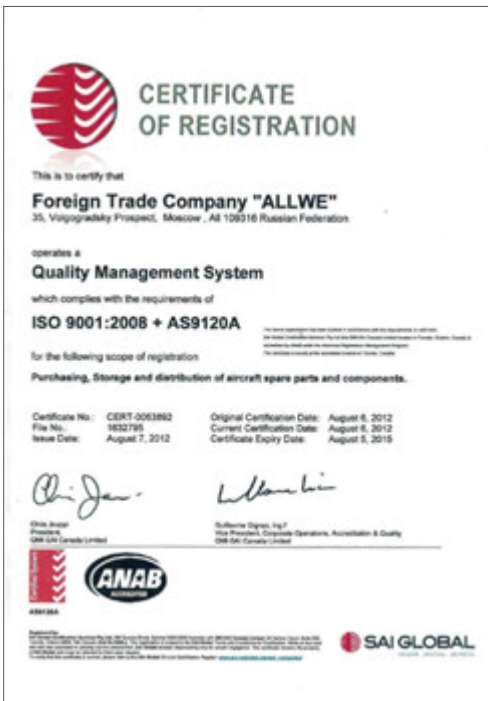 CERTIFICATE
OF REGISTRATION
This is to certify that
Foreign Trade Company "ALLWE"
35, Volgogradsky Prospect, Moscow , All 109316 Russian Federation
operates a
Quality Management System
which complies with the requirements of
ISO 9001:2008 + AS9120A
for the following scope of registration
Purchasing, Storage and distribution of aircraft spare parts and components.
Certificate No.: CERT-0063692
File No.: 1632795
Issue Date: August 7, 2012
Original Certification Date: August 6, 2012
Current Certification Date: August 6, 2012
Certificate Expiry Date: August 5, 2015
President,
QMI-SAI Canada Limited
Vice President, Corporate Operations, Accreditation & Quality
QMI-SAI Canada Limited
Certified System
ANAB
ACCREDITED
AS9120A
SAI GLOBAL